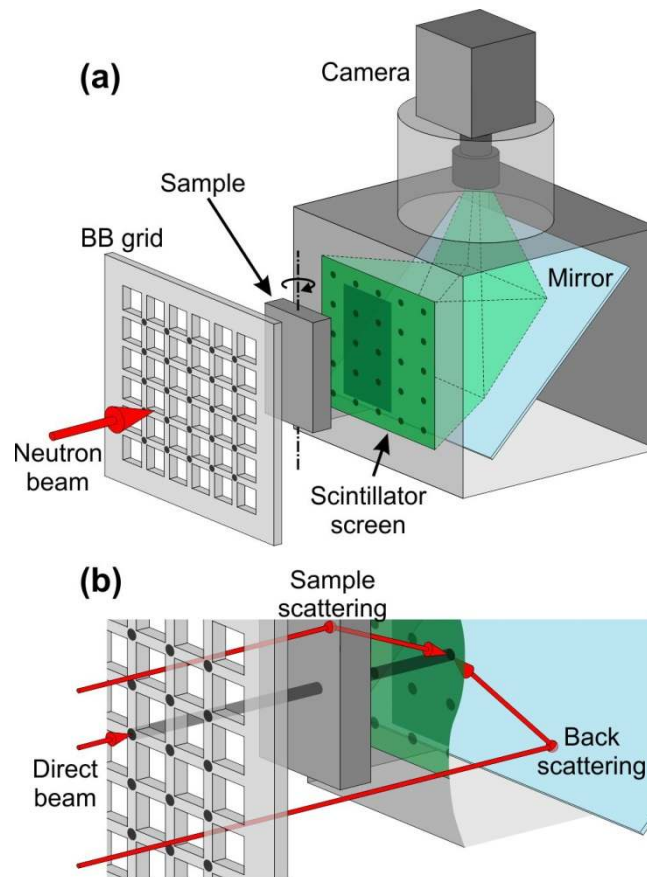 (a)
Camera
Sample
BB grid
Mirror
Neutron
beam
Scintillator
screen
(b)
Sample
scattering
Direct
beam
Back
scattering